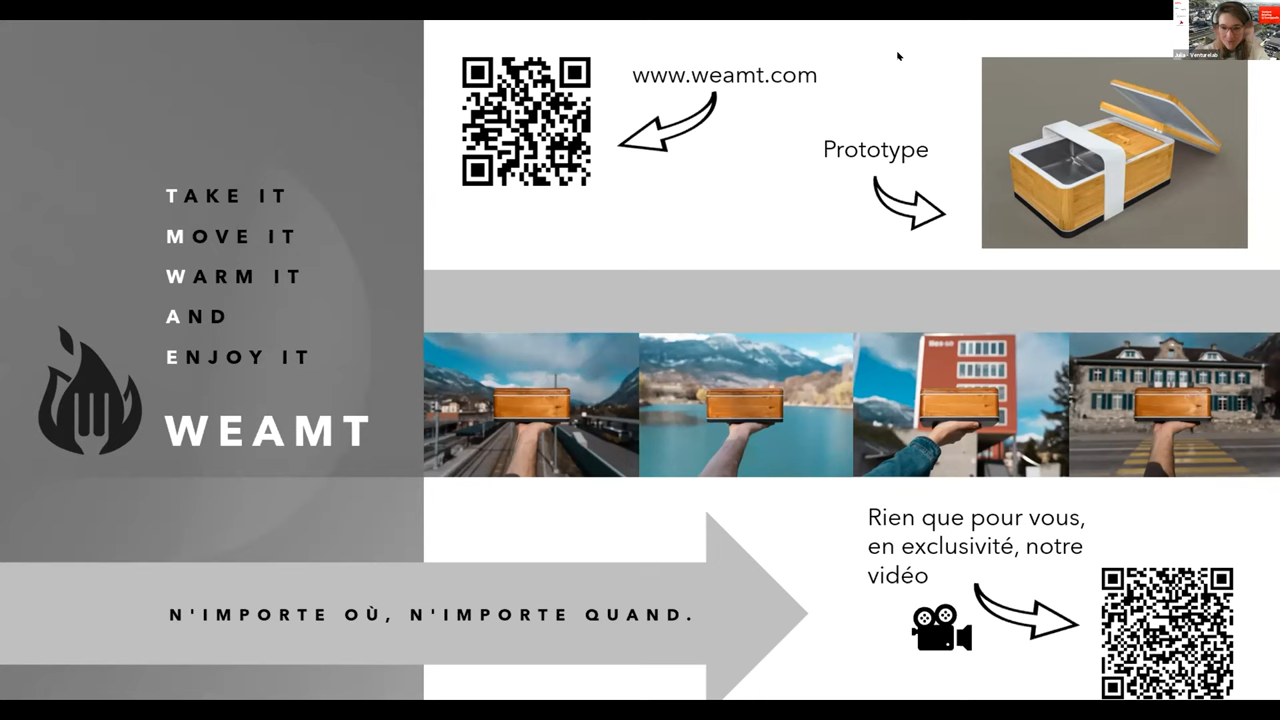 TAKE IT
MOVE IT
WARM IT
AND
ENJOY IT
WEAMT
www.weamt.com
Prototype
N'IMPORTE OÙ, N'IMPORTE QUAND.
Rien que pour vous,
en exclusivité, notre
vidéo